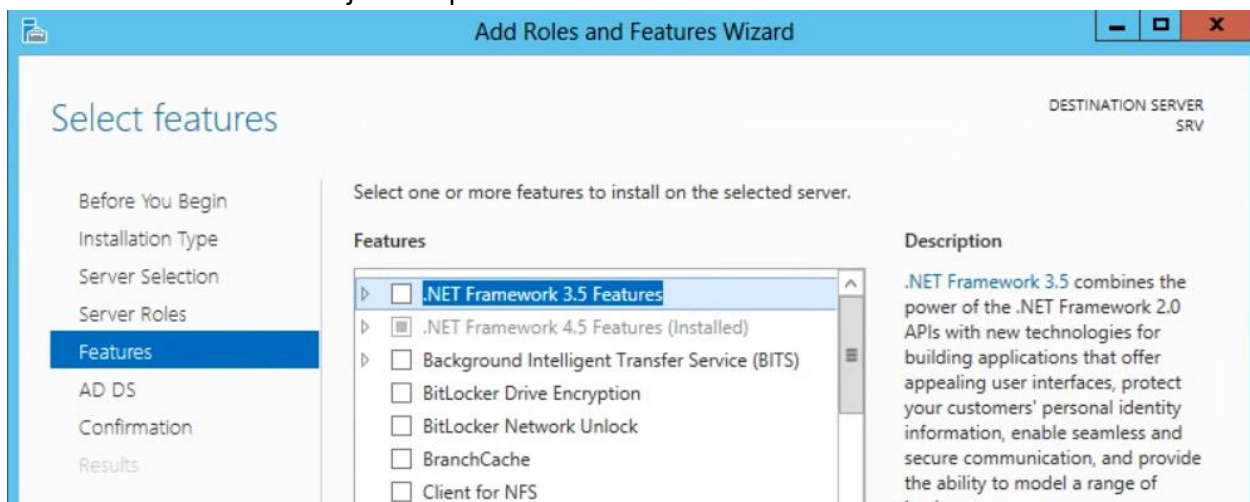 Add Roles and Features Wizard
Select features
DESTINATION SERVER
SRV
Before You Begin
Installation Type
Server Selection
Server Roles
Features
AD DS
Confirmation
Results
Select one or more features to install on the selected server.
Features
.NET Framework 3.5 Features
.NET Framework 4.5 Features (Installed)
Background Intelligent Transfer Service (BITS)
BitLocker Drive Encryption
BitLocker Network Unlock
BranchCache
Client for NFS
Description
.NET Framework 3.5 combines the
power of the .NET Framework 2.0
APIs with new technologies for
building applications that offer
appealing user interfaces, protect
your customers' personal identity
information, enable seamless and
secure communication, and provide
the ability to model a range of